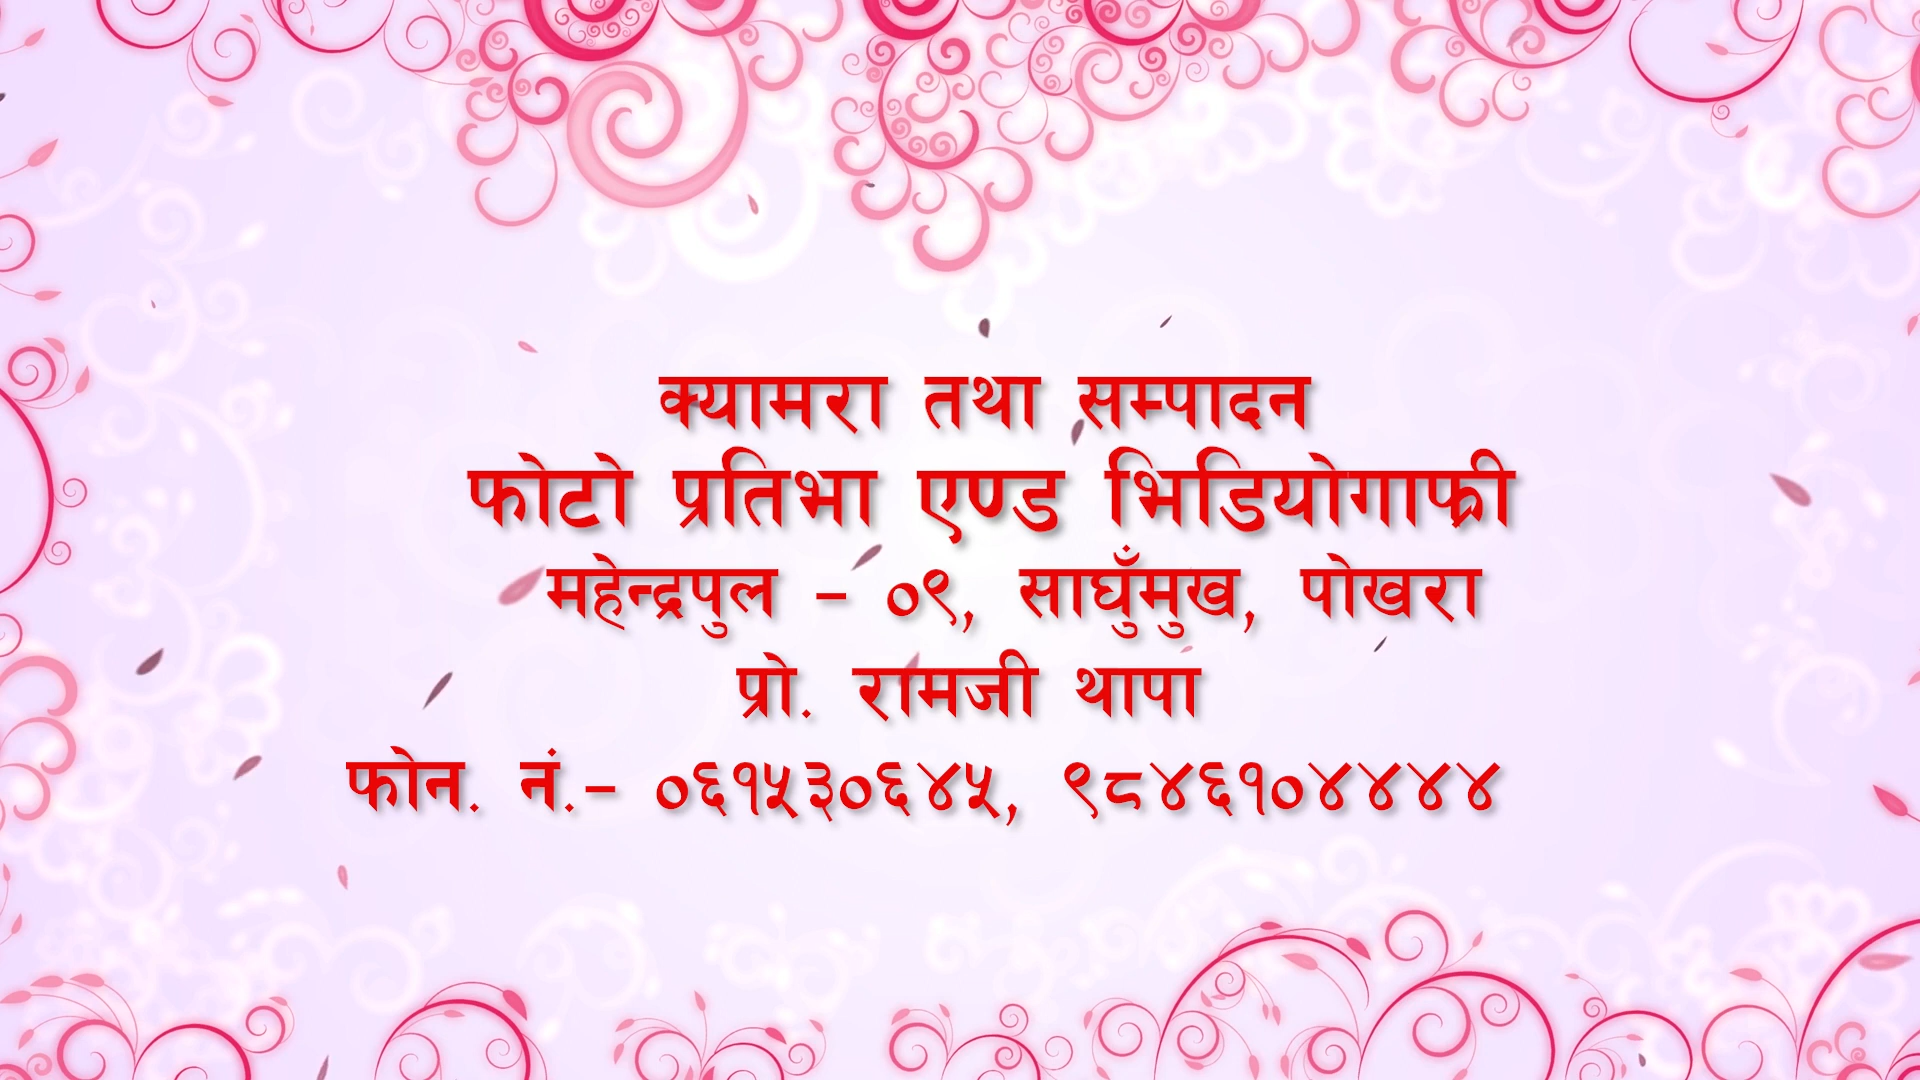 क्यामरा तथा सम्पादन
फोटो प्रतिभा एण्ड भिडियोगाफ्री
महेन्द्रपुल - ०९, साघुँमुख, पोखरा
प्रो. रामजी थापा
फोन. नं.- ०६१५३०६४५, ९८४६१०४४४४